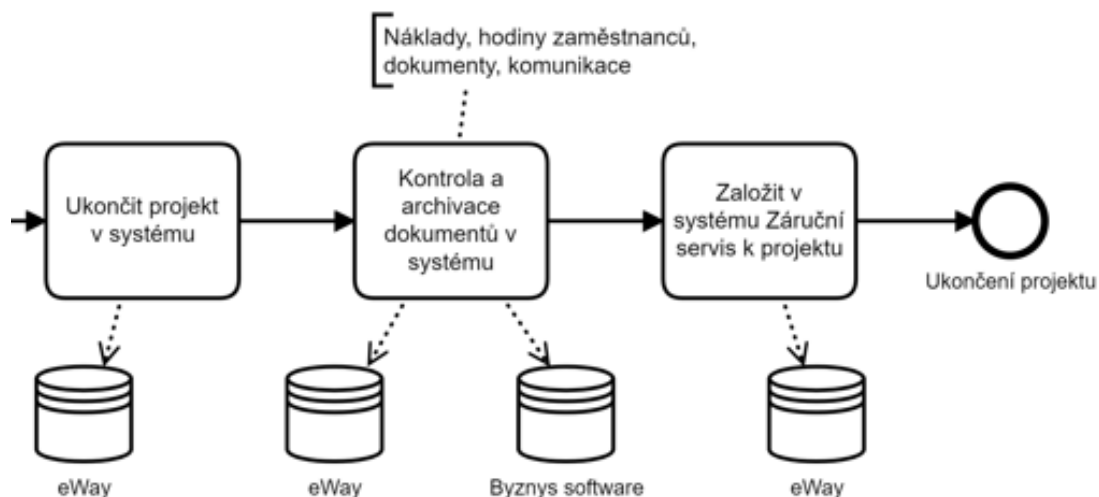 Náklady, hodiny zaměstnanců,
dokumenty, komunikace
Ukončit projekt
v systému
Kontrola a
archivace
dokumentů v
systému
Založit v
systému Záruční
servis k projektu
Ukončení projektu
eWay
eWay
Byznys software
eWay